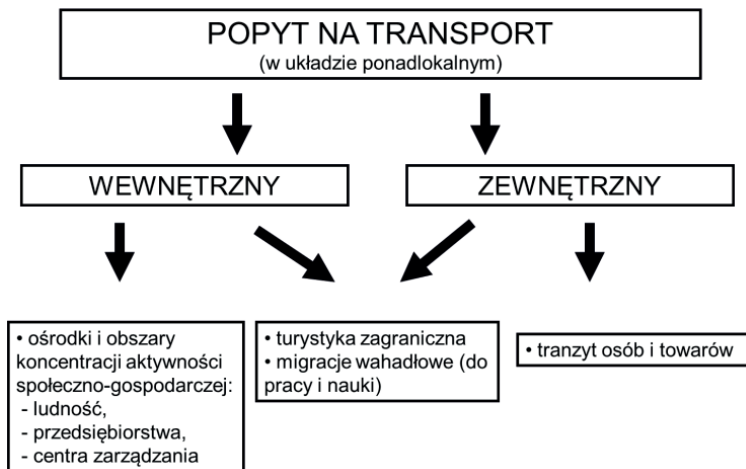 POPYT NA TRANSPORT
(w układzie ponadlokalnym)
WEWNĘTRZNY
ZEWNĘTRZNY
• ośrodki i obszary
koncentracji aktywności
społeczno-gospodarczej:
- ludność,
- przedsiębiorstwa,
- centra zarządzania
• turystyka zagraniczna
• migracje wahadłowe (do
pracy i nauki)
• tranzyt osób i towarów